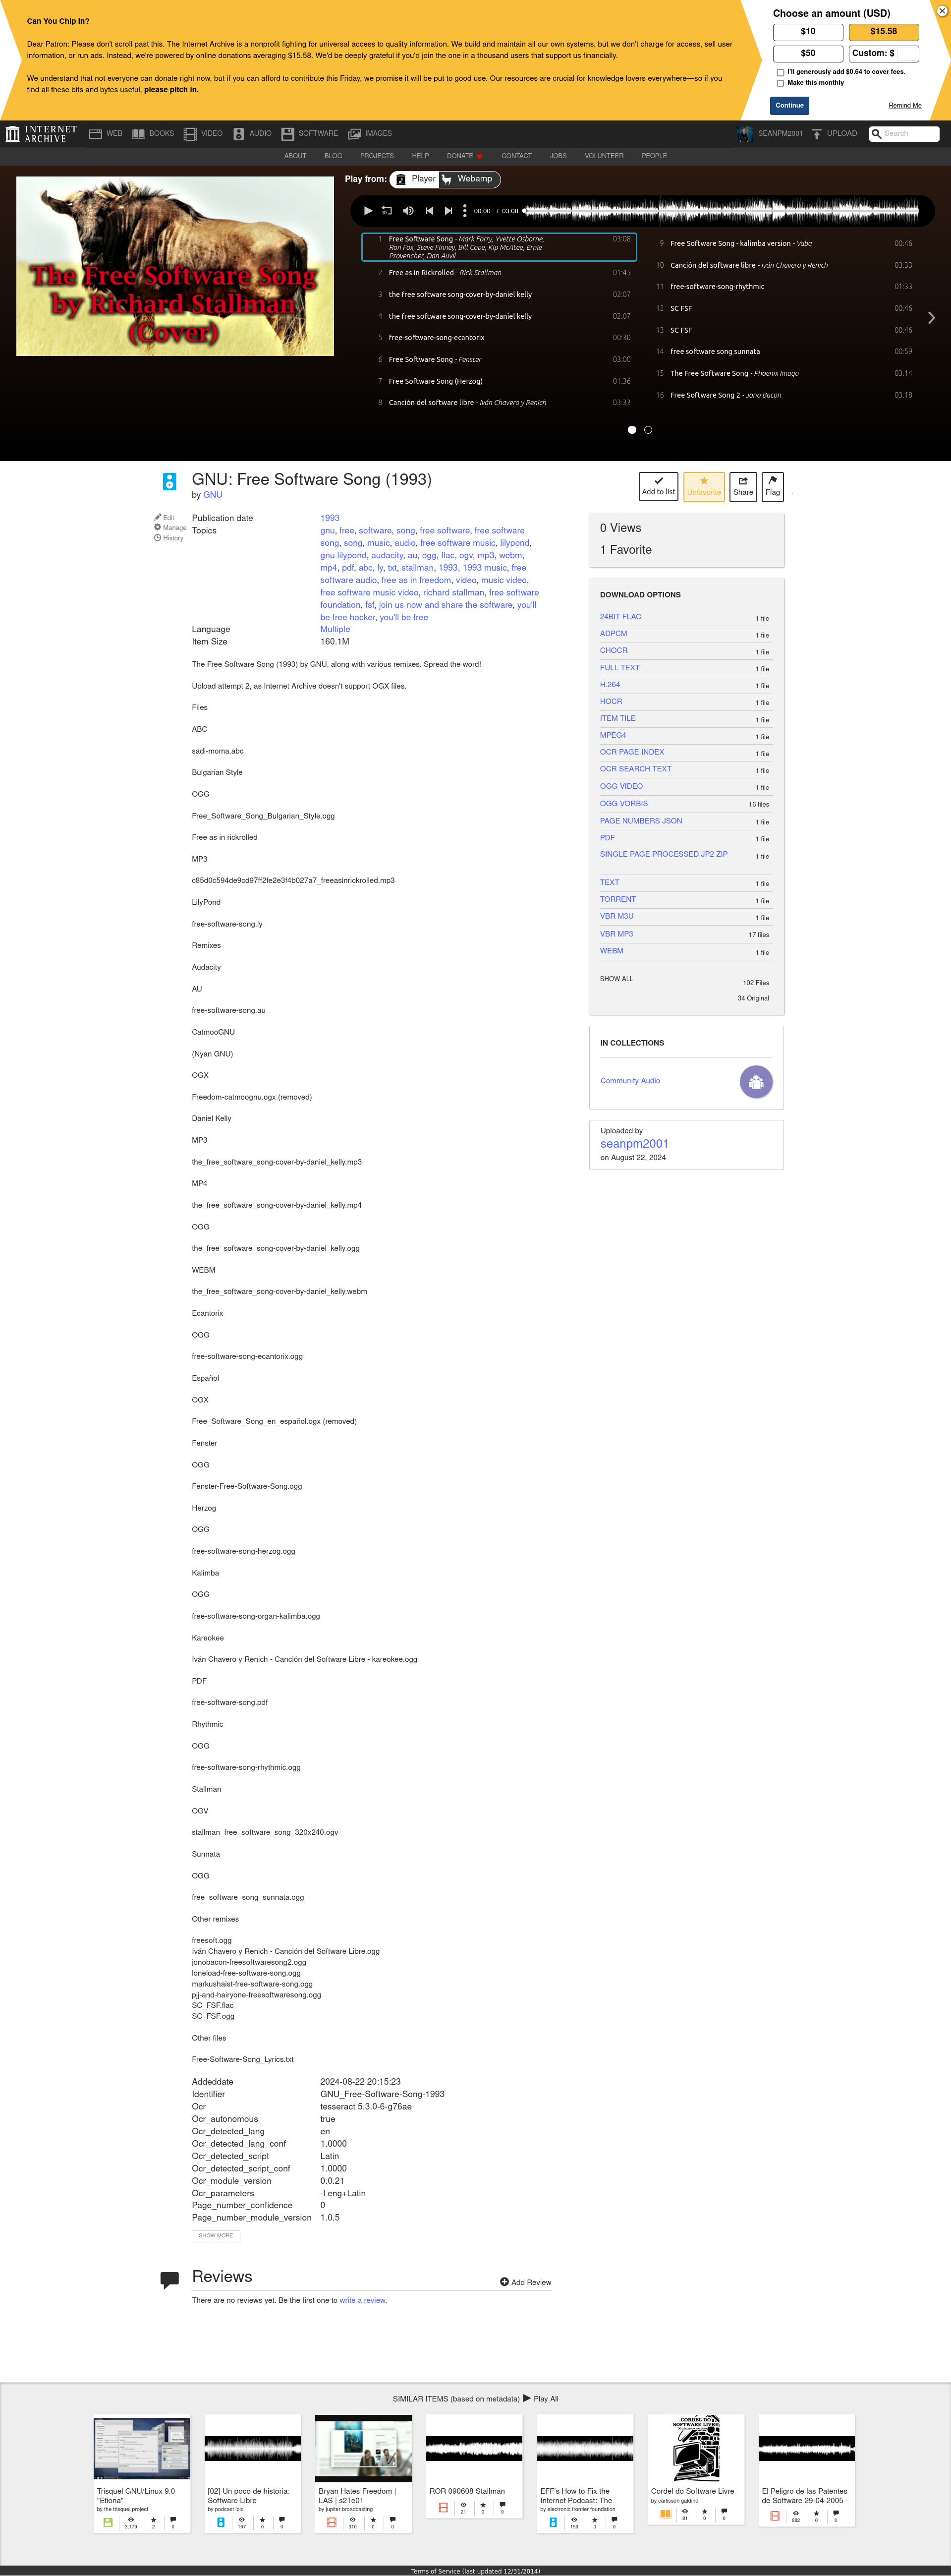 Can You Chip In?
Dear Patron: Please don't scroll past this. The Internet Archive is a nonprofit fighting for universal access to quality information. We build and maintain all our own systems, but we don't charge for access, sell user
information, or run ads. Instead, we're powered by online donations averaging $15.58. We'd be deeply grateful if you'd join the one in a thousand users that support us financially.
We understand that not everyone can donate right now, but if you can afford to contribute this Friday, we promise it will be put to good use. Our resources are crucial for knowledge lovers everywhere—so if you
find all these bits and bytes useful, please pitch in.
Choose an amount (USD)
$10
$15.58
$50
Custom: $
I'll generously add $0.64 to cover fees.
Make this monthly
Continue
Remind Me
INTERNET ARCHIVE
WEB
BOOKS
VIDEO
AUDIO
SOFTWARE
IMAGES
SEANPM2001
UPLOAD
Search
ABOUT
BLOG
PROJECTS
HELP
DONATE
CONTACT
JOBS
VOLUNTEER
PEOPLE
The Free Software Song
by Richard Stallman
(Cover)
Play from:
Player
Webamp
00:00 / 03:08
1 Free Software Song - Mark Forry, Yvette Osborne, 03:08
Ron Fox, Steve Finney, Bill Cope, Kip McAtee, Ernie
Provencher, Dan Auvil
2 Free as in Rickrolled - Rick Stallman 01:45
3 the free software song-cover-by-daniel kelly 02:07
4 the free software song-cover-by-daniel kelly 02:07
5 free-software-song-ecantorix 00:30
6 Free Software Song - Fenster 03:00
7 Free Software Song (Herzog) 01:36
8 Canción del software libre - Iván Chavero y Renich 03:33
9 Free Software Song - kalimba version - Vaba 00:46
10 Canción del software libre - Iván Chavero y Renich 03:33
11 free-software-song-rhythmic 01:33
12 SC FSF 00:46
13 SC FSF 00:46
14 free software song sunnata 00:59
15 The Free Software Song - Phoenix Imago 03:14
16 Free Software Song 2 - Jono Bacon 03:18
GNU: Free Software Song (1993)
by GNU
Add to list
Unfavorite
Share
Flag
Edit
Manage
History
Publication date 1993
Topics gnu, free, software, song, free software, free software
song, song, music, audio, free software music, lilypond,
gnu lilypond, audacity, au, ogg, flac, ogv, mp3, webm,
mp4, pdf, abc, ly, txt, stallman, 1993, 1993 music, free
software audio, free as in freedom, video, music video,
free software music video, richard stallman, free software
foundation, fsf, join us now and share the software, you'll
be free hacker, you'll be free
Language Multiple
Item Size 160.1M
The Free Software Song (1993) by GNU, along with various remixes. Spread the word!
Upload attempt 2, as Internet Archive doesn't support OGX files.
Files
ABC
sadi-moma.abc
Bulgarian Style
OGG
Free_Software_Song_Bulgarian_Style.ogg
Free as in rickrolled
MP3
c85d0c594de9cd97ff2fe2e3f4b027a7_freeasinrickrolled.mp3
LilyPond
free-software-song.ly
Remixes
Audacity
AU
free-software-song.au
CatmooGNU
(Nyan GNU)
OGX
Freedom-catmoognu.ogx (removed)
Daniel Kelly
MP3
the_free_software_song-cover-by-daniel_kelly.mp3
MP4
the_free_software_song-cover-by-daniel_kelly.mp4
OGG
the_free_software_song-cover-by-daniel_kelly.ogg
WEBM
the_free_software_song-cover-by-daniel_kelly.webm
Ecantorix
OGG
free-software-song-ecantorix.ogg
Español
OGX
Free_Software_Song_en_español.ogx (removed)
Fenster
OGG
Fenster-Free-Software-Song.ogg
Herzog
OGG
free-software-song-herzog.ogg
Kalimba
OGG
free-software-song-organ-kalimba.ogg
Kareokee
Iván Chavero y Renich - Canción del Software Libre - kareokee.ogg
PDF
free-software-song.pdf
Rhythmic
OGG
free-software-song-rhythmic.ogg
Stallman
OGV
stallman_free_software_song_320x240.ogv
Sunnata
OGG
free_software_song_sunnata.ogg
Other remixes
freesoft.ogg
Iván Chavero y Renich - Canción del Software Libre.ogg
jonobacon-freesoftwaresong2.ogg
loneload-free-software-song.ogg
markushaist-free-software-song.ogg
pjj-and-hairyone-freesoftwaresong.ogg
SC_FSF.flac
SC_FSF.ogg
Other files
Free-Software-Song_Lyrics.txt
Addeddate 2024-08-22 20:15:23
Identifier GNU_Free-Software-Song-1993
Ocr tesseract 5.3.0-6-g76ae
Ocr_autonomous true
Ocr_detected_lang en
Ocr_detected_lang_conf 1.0000
Ocr_detected_script Latin
Ocr_detected_script_conf 1.0000
Ocr_module_version 0.0.21
Ocr_parameters -l eng+Latin
Page_number_confidence 0
Page_number_module_version 1.0.5
SHOW MORE
0 Views
1 Favorite
DOWNLOAD OPTIONS
24BIT FLAC 1 file
ADPCM 1 file
CHOCR 1 file
FULL TEXT 1 file
H.264 1 file
HOCR 1 file
ITEM TILE 1 file
MPEG4 1 file
OCR PAGE INDEX 1 file
OCR SEARCH TEXT 1 file
OGG VIDEO 1 file
OGG VORBIS 16 files
PAGE NUMBERS JSON 1 file
PDF 1 file
SINGLE PAGE PROCESSED JP2 ZIP 1 file
TEXT 1 file
TORRENT 1 file
VBR M3U 1 file
VBR MP3 17 files
WEBM 1 file
SHOW ALL 102 Files
34 Original
IN COLLECTIONS
Community Audio
Uploaded by
seanpm2001
on August 22, 2024
Reviews
Add Review
There are no reviews yet. Be the first one to write a review.
SIMILAR ITEMS (based on metadata) Play All
Trisquel GNU/Linux 9.0
"Etiona"
by the trisquel project
3,179 2 0
[02] Un poco de historia:
Software Libre
by podcast ipic
167 0 0
Bryan Hates Freedom |
LAS | s21e01
by jupiter broadcasting
310 0 0
ROR 090608 Stallman
21 0 0
EFF's How to Fix the
Internet Podcast: The
by electronic frontier foundation
159 0 0
CORDEL DO
SOFTWARE LIVRE
Cordel do Software Livre
by cárlisson galdino
81 0 0
El Peligro de las Patentes
de Software 29-04-2005 -
692 0 0
Terms of Service (last updated 12/31/2014)